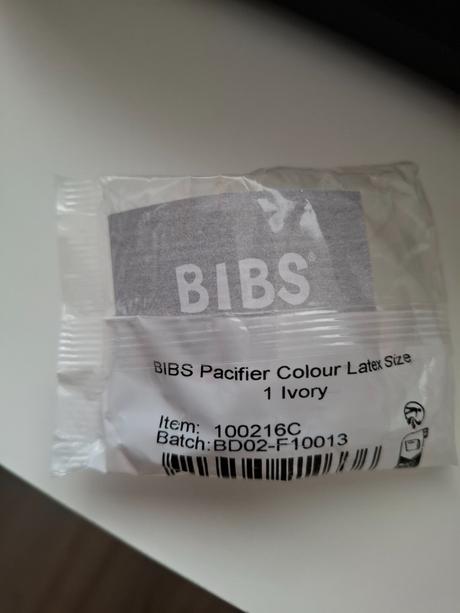 BIBS®
BIBS Pacifier Colour Latex Size
1 Ivory
Item: 100216C
Batch:BD02-F10013